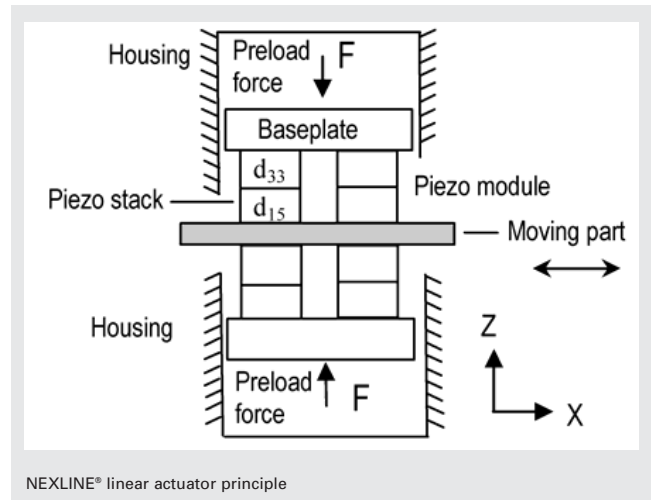 Housing
Preload F
force
Baseplate
d33
Piezo module
Piezo stack
d15
Moving part
Housing
Z
Preload F
force
X
NEXLINE® linear actuator principle